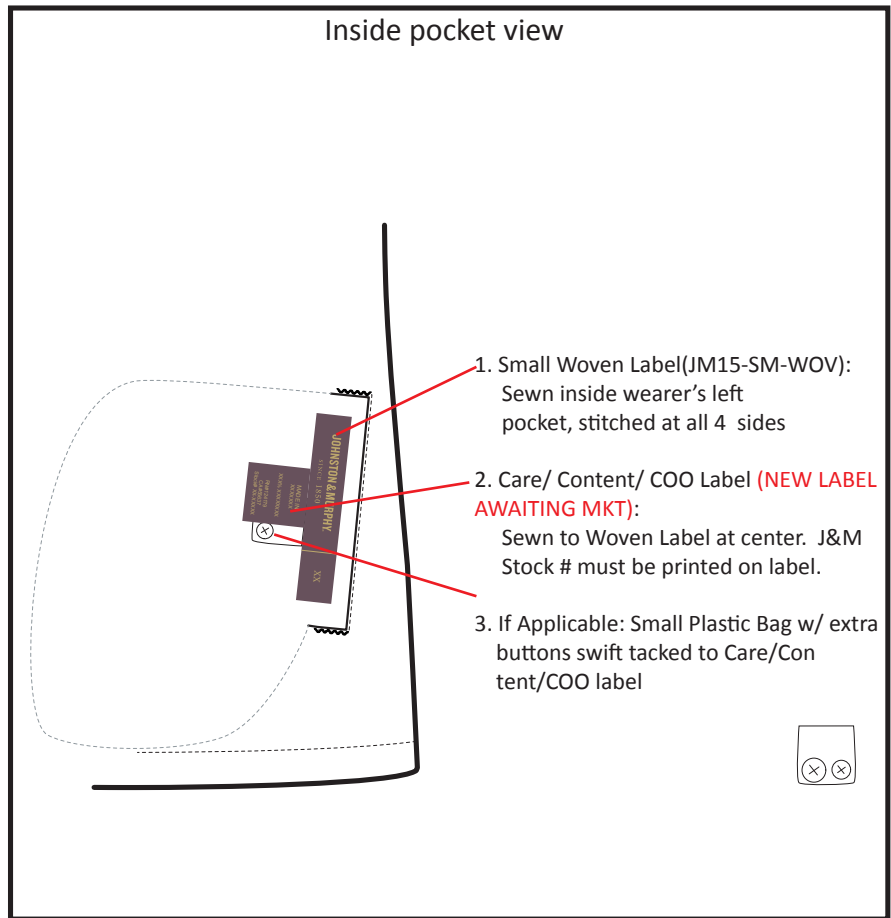 Inside pocket view
1. Small Woven Label(JM15-SM-WOV):
Sewn inside wearer's left
pocket, stitched at all 4 sides
2. Care/ Content/ COO Label (NEW LABEL
AWAITING MKT):
Sewn to Woven Label at center. J&M
Stock # must be printed on label.
3. If Applicable: Small Plastic Bag w/ extra
buttons swift tacked to Care/Con
tent/COO label
JOHNSTON & MURPHY
SINCE 1850
XX
MADE IN